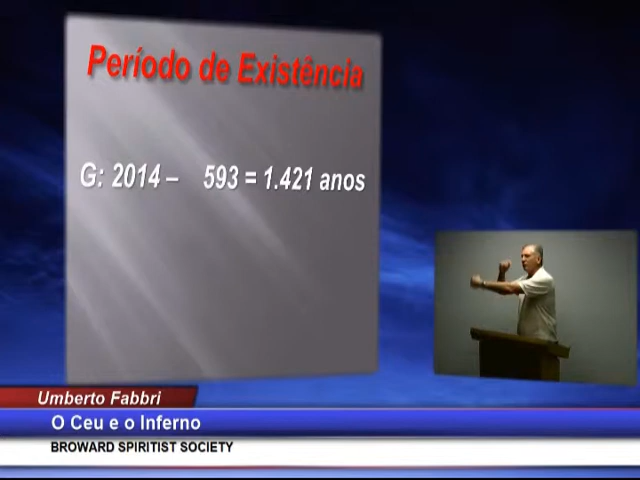 Período de Existência
G: 2014 – 593 = 1.421 anos
Umberto Fabbri
O Ceu e o Inferno
BROWARD SPIRITIST SOCIETY